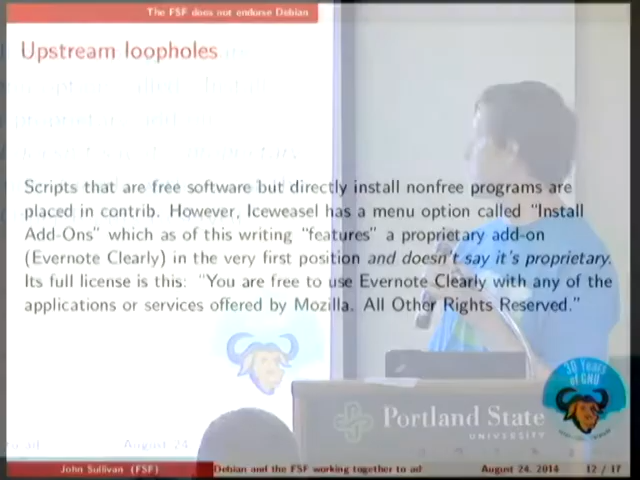 The FSF does not endorse Debian
Upstream loopholes
Scripts that are free software but directly install nonfree programs are
placed in contrib. However, Iceweasel has a menu option called "Install
Add-Ons" which as of this writing "features" a proprietary add-on
(Evernote Clearly) in the very first position and doesn't say it's proprietary.
Its full license is this: "You are free to use Evernote Clearly with any of the
applications or services offered by Mozilla. All Other Rights Reserved."
30 Years
of GNU
Portland State
UNIVERSITY
to ad
August 24
John Sullivan (FSF)
Debian and the FSF working together to ad
August 24, 2014
12 / 17